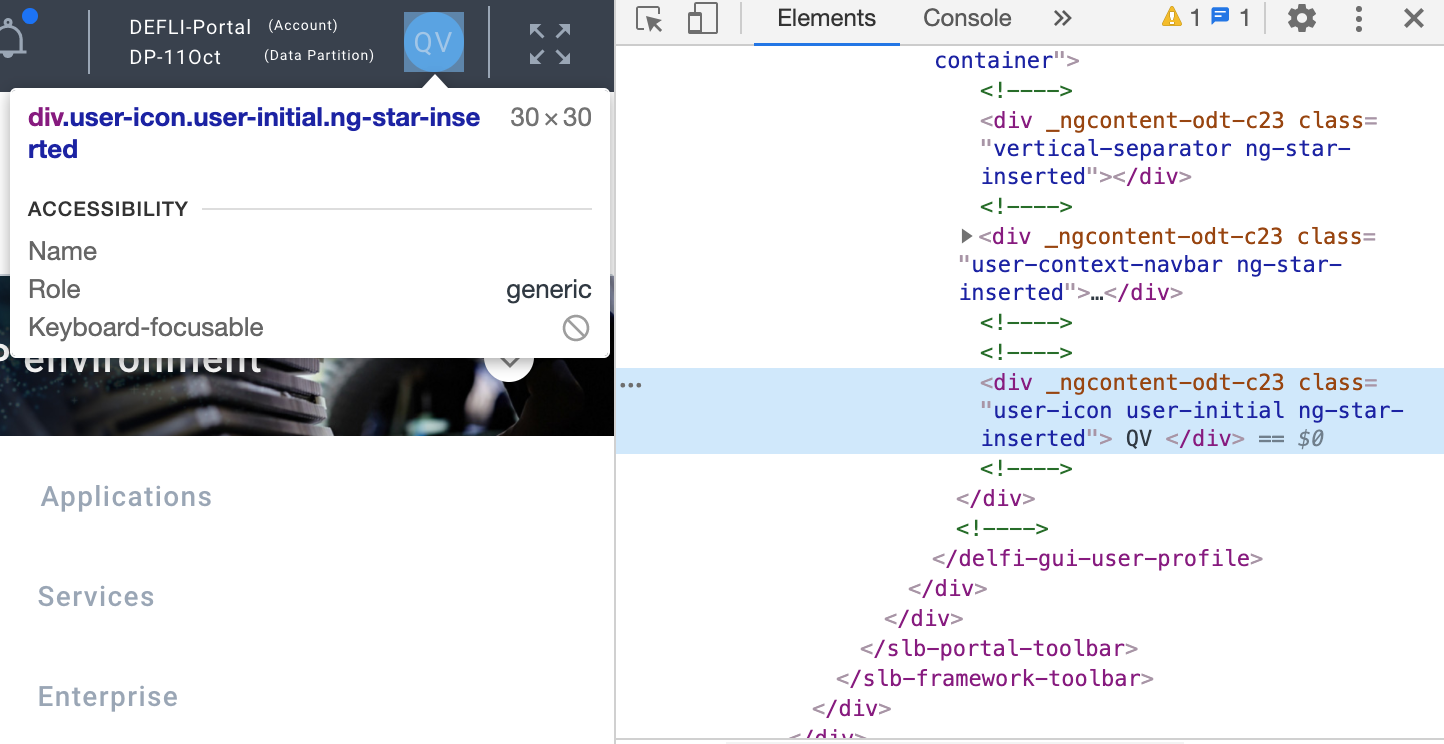 DEFLI-Portal (Account)
DP-11Oct (Data Partition)
QV
div.user-icon.user-initial.ng-star-inse
rted
30 × 30
ACCESSIBILITY
Name
Role generic
Keyboard-focusable
environment
Applications
Services
Enterprise
Elements Console » 1 1
container">
<!---->
<div _ngcontent-odt-c23 class=
"vertical-separator ng-star-
inserted"></div>
<!---->
<div _ngcontent-odt-c23 class=
"user-context-navbar ng-star-
inserted">…</div>
<!---->
<!---->
<div _ngcontent-odt-c23 class=
"user-icon user-initial ng-star-
inserted"> QV </div> == $0
<!---->
</div>
<!---->
</delfi-gui-user-profile>
</div>
</div>
</slb-portal-toolbar>
</slb-framework-toolbar>
</div>
</div>